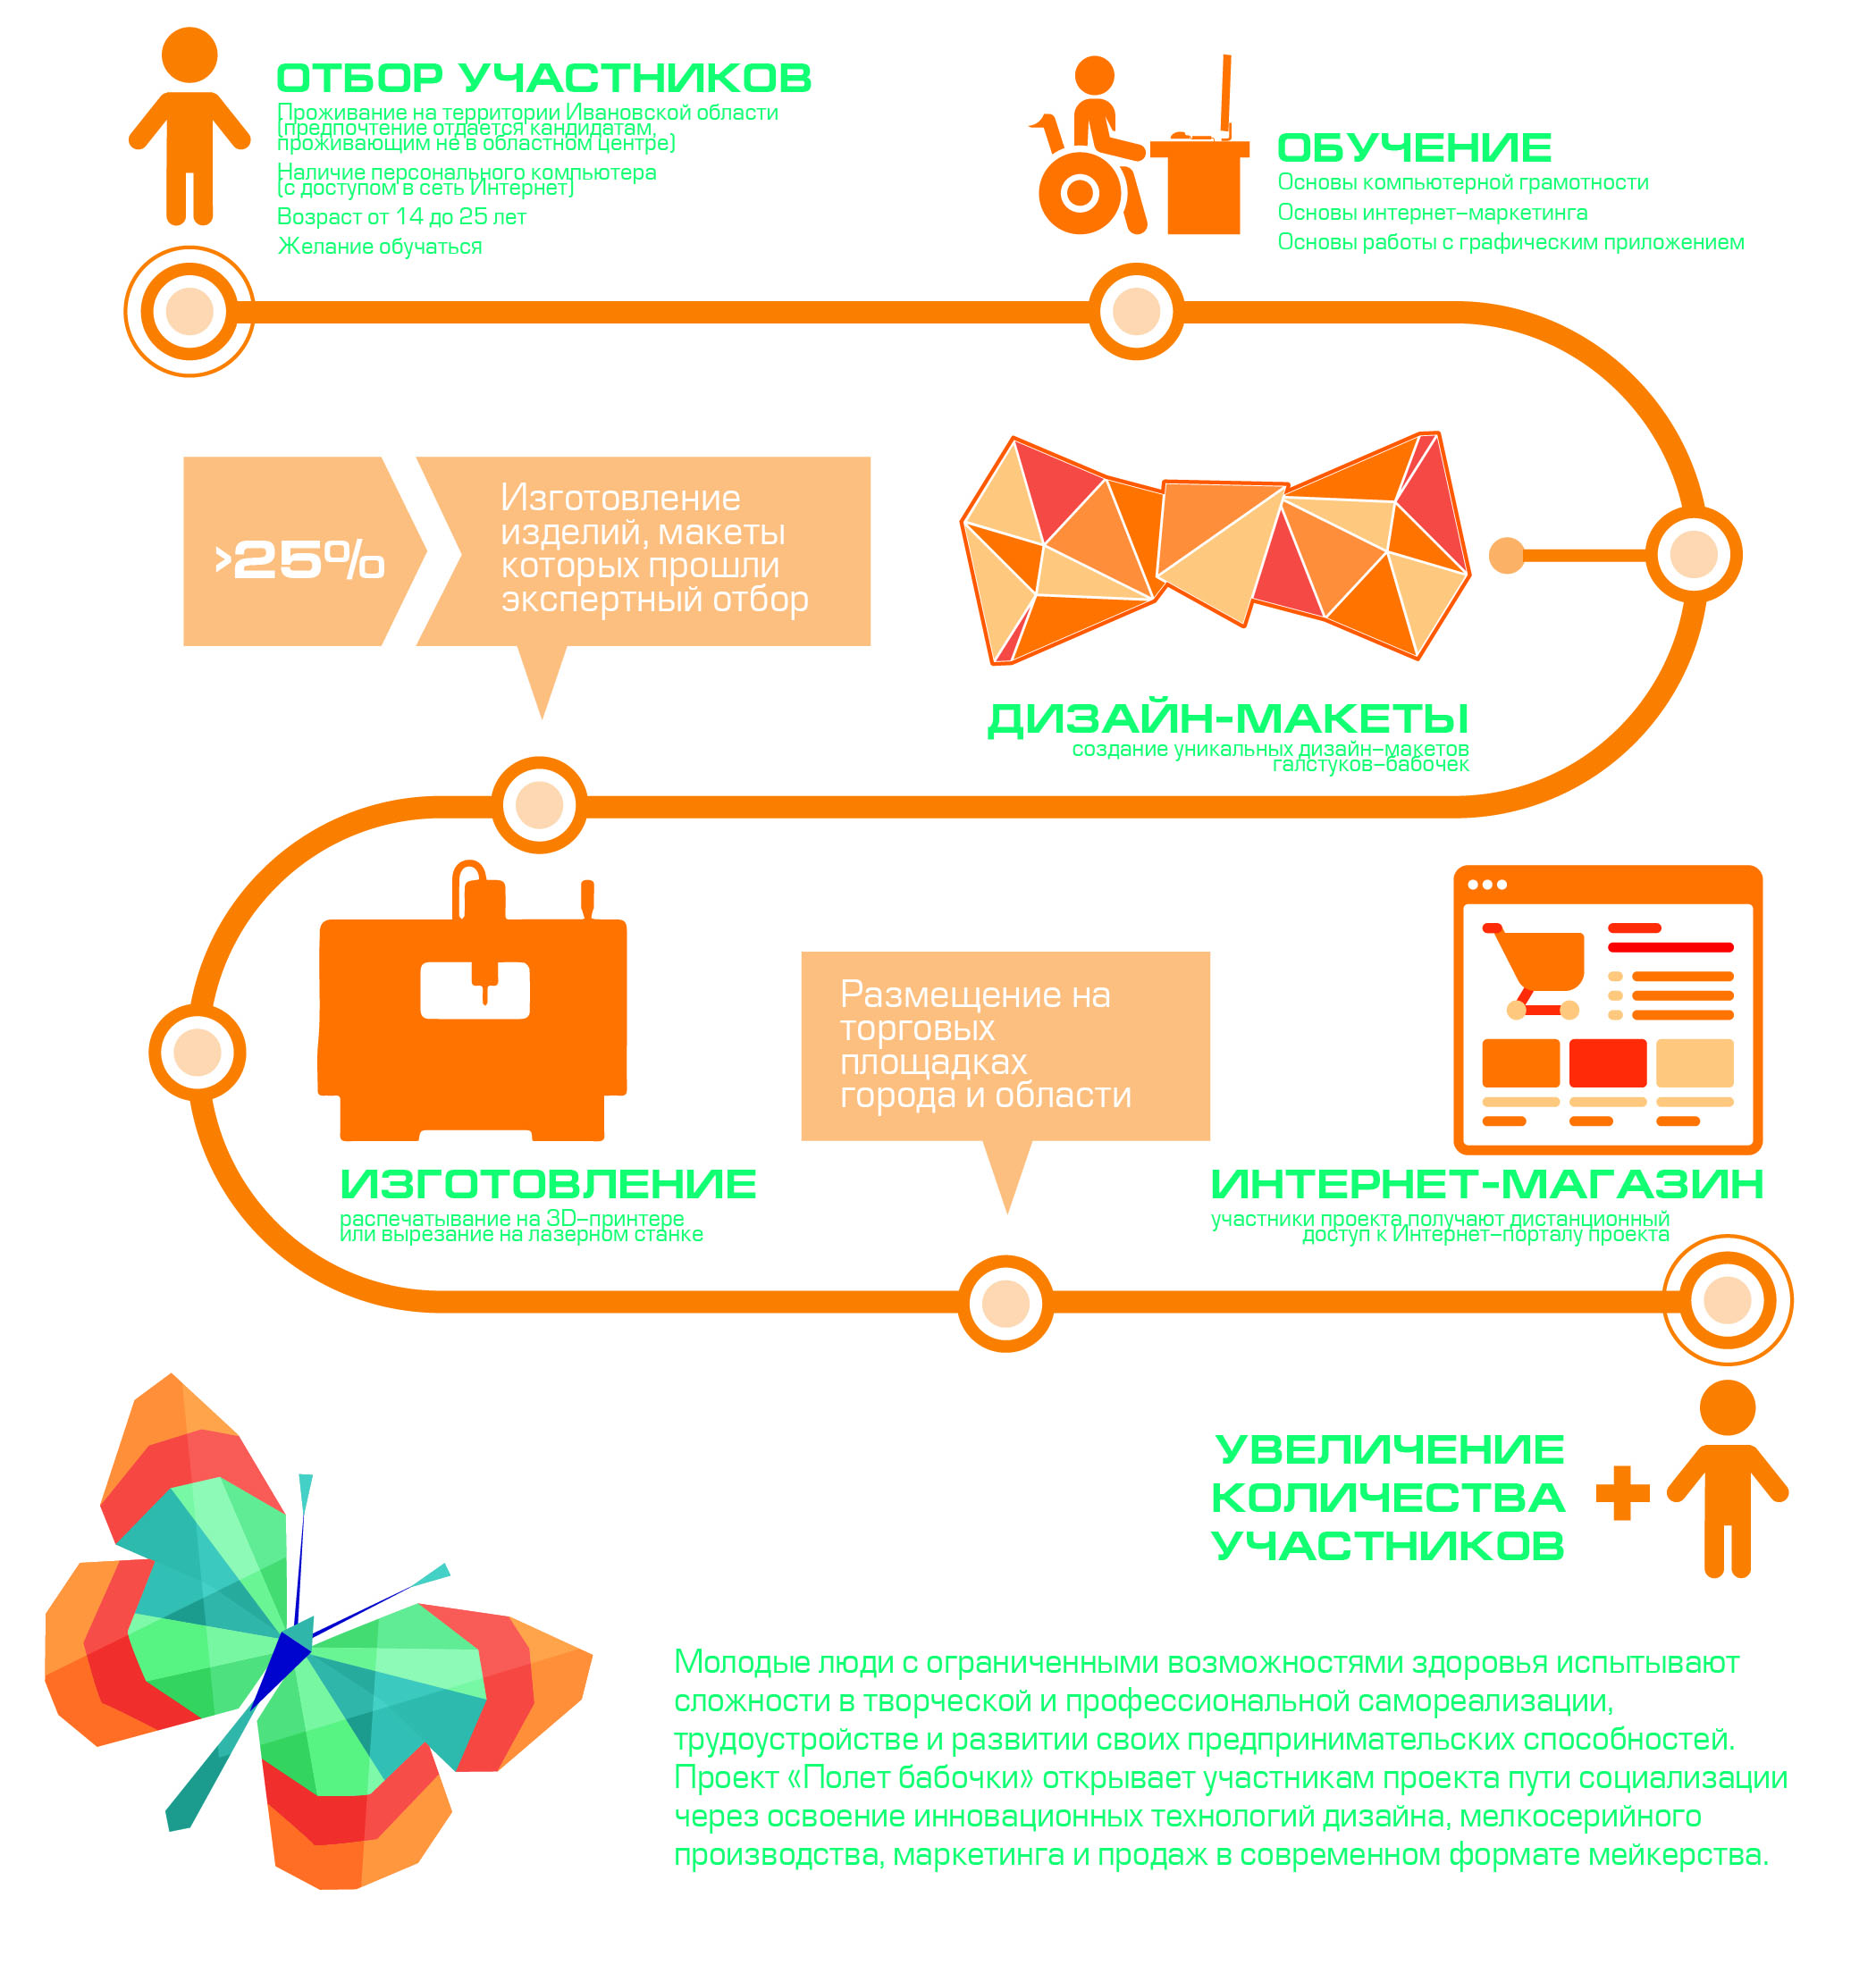 ОТБОР УЧАСТНИКОВ
Проживание на территории Ивановской области
(предпочтение отдается кандидатам,
проживающим не в областном центре)
Наличие персонального компьютера
(с доступом в сеть Интернет)
Возраст от 14 до 25 лет
Желание обучаться
ОБУЧЕНИЕ
Основы компьютерной грамотности
Основы интернет-маркетинга
Основы работы с графическим приложением
>25%
Изготовление
изделий, макеты
которых прошли
экспертный отбор
ДИЗАЙН-МАКЕТЫ
создание уникальных дизайн-макетов
галстуков-бабочек
ИЗГОТОВЛЕНИЕ
распечатывание на 3D-принтере
или вырезание на лазерном станке
Размещение на
торговых
площадках
города и области
ИНТЕРНЕТ-МАГАЗИН
участники проекта получают дистанционный
доступ к Интернет-порталу проекта
УВЕЛИЧЕНИЕ
КОЛИЧЕСТВА
УЧАСТНИКОВ
Молодые люди с ограниченными возможностями здоровья испытывают
сложности в творческой и профессиональной самореализации,
трудоустройстве и развитии своих предпринимательских способностей.
Проект «Полет бабочки» открывает участникам проекта пути социализации
через освоение инновационных технологий дизайна, мелкосерийного
производства, маркетинга и продаж в современном формате мейкерства.